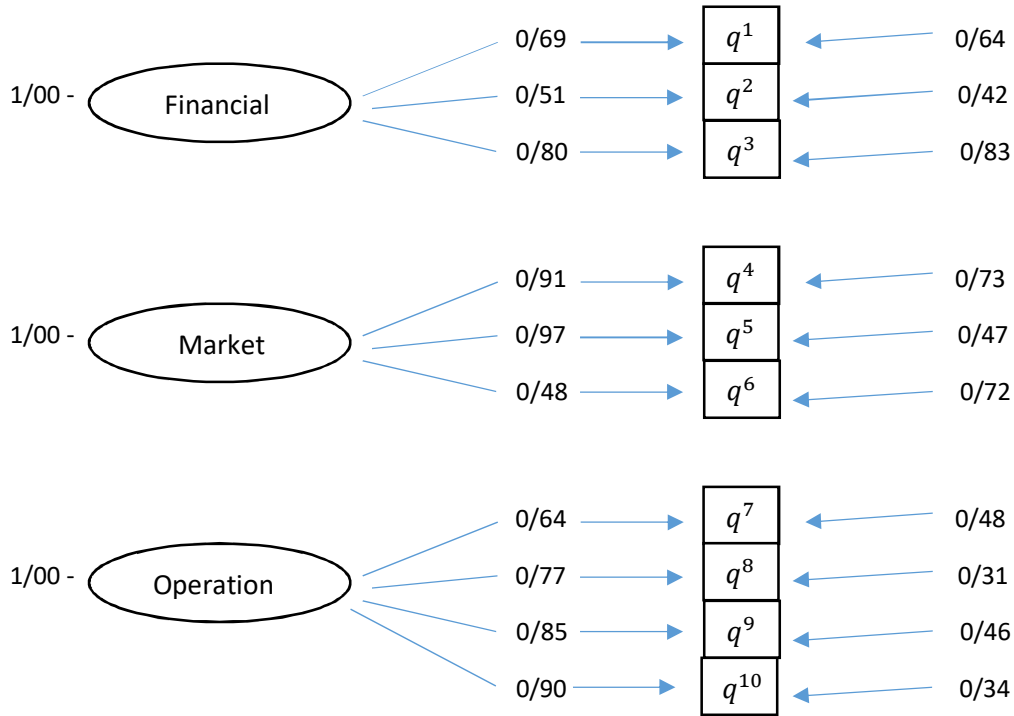 0/69 q¹ 0/64
1/00 - Financial 0/51 q² 0/42
0/80 q³ 0/83
0/91 q⁴ 0/73
1/00 - Market 0/97 q⁵ 0/47
0/48 q⁶ 0/72
0/64 q⁷ 0/48
1/00 - Operation 0/77 q⁸ 0/31
0/85 q⁹ 0/46
0/90 q¹⁰ 0/34